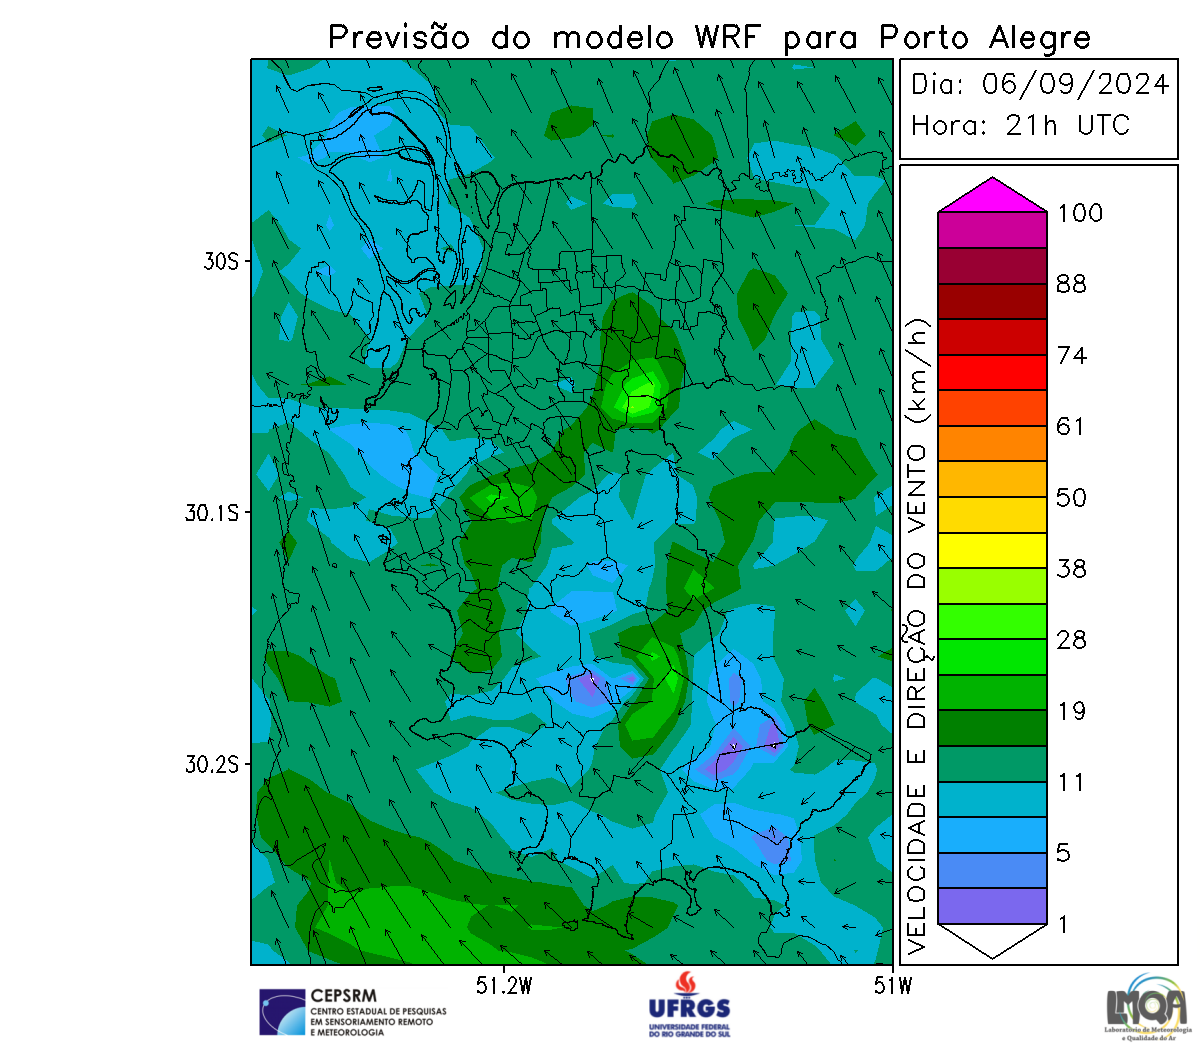 Previsão do modelo WRF para Porto Alegre
Dia: 06/09/2024
Hora: 21h UTC
30S
30.1S
30.2S
51.2W
51W
VELOCIDADE E DIREÇÃO DO VENTO (km/h)
100
88
74
61
50
38
28
19
11
5
1
CEPSRM
CENTRO ESTADUAL DE PESQUISAS
EM SENSORIAMENTO REMOTO
E METEOROLOGIA
UFRGS
UNIVERSIDADE FEDERAL
DO RIO GRANDE DO SUL
LMQA
Laboratório de Meteorologia
e Qualidade do Ar